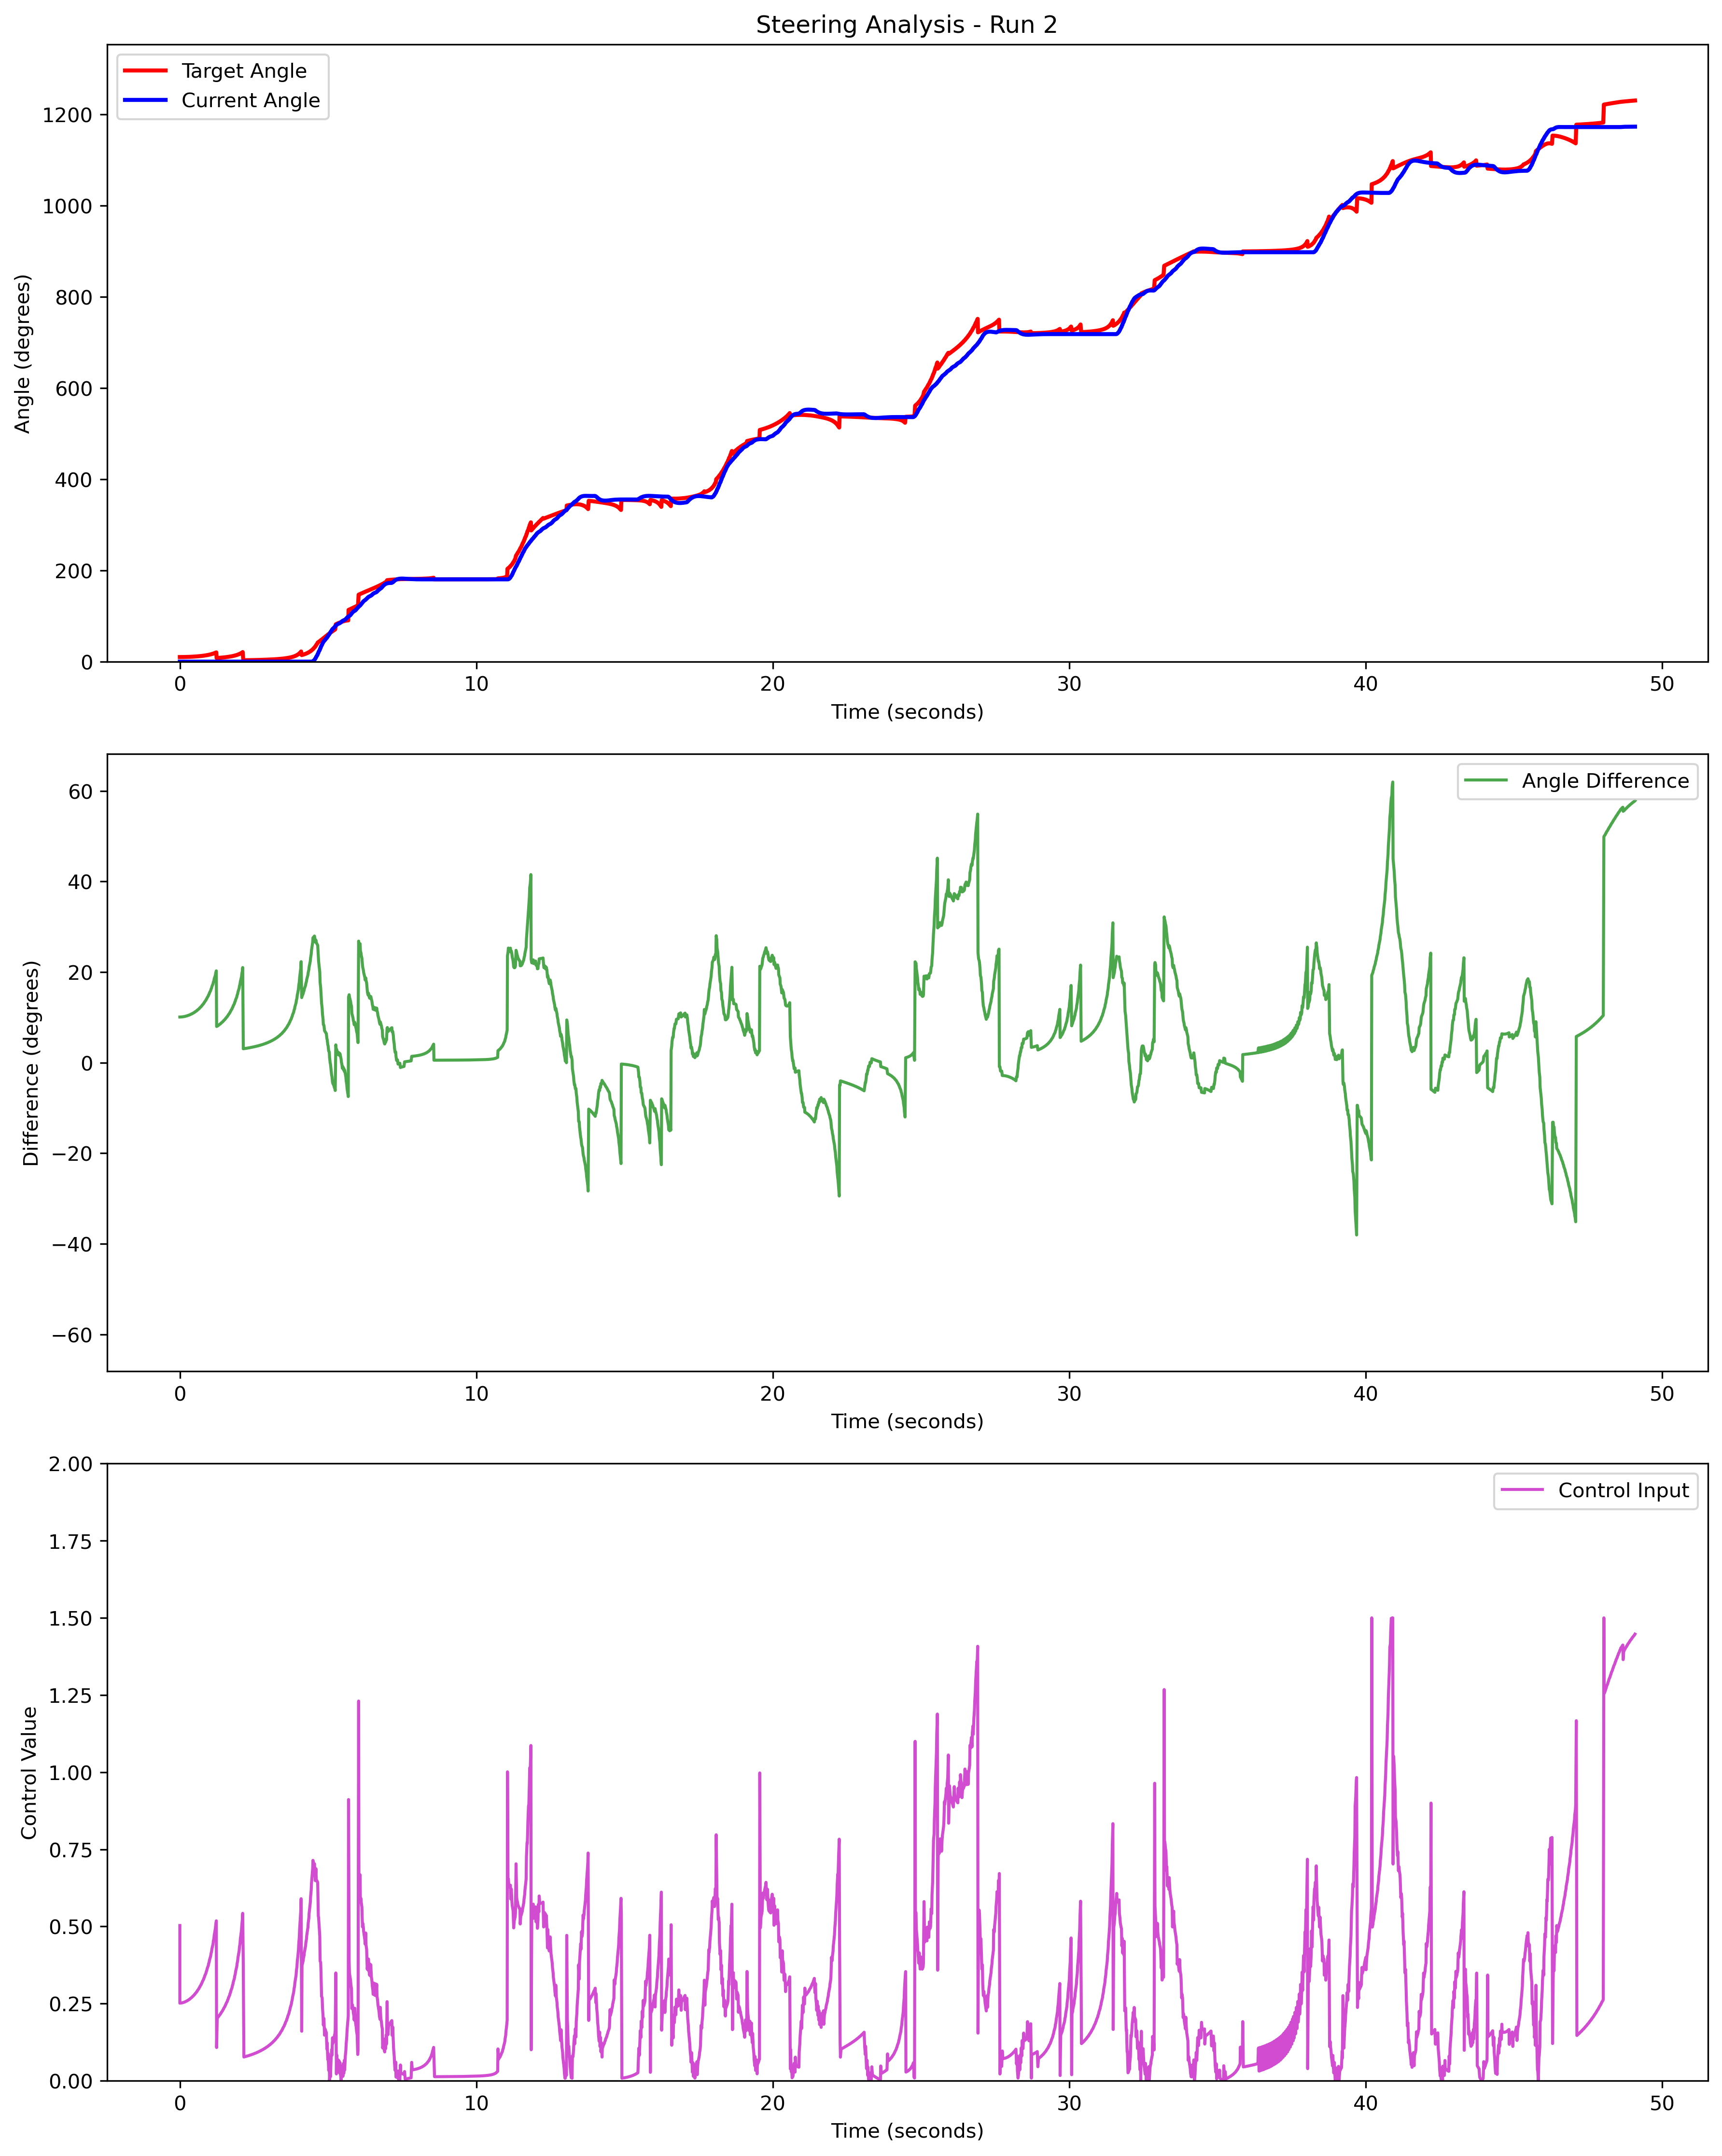 Steering Analysis - Run 2
Target Angle
Current Angle
1200
1000
800
600
400
200
0
Angle (degrees)
0 10 20 30 40 50
Time (seconds)
Angle Difference
60
40
20
0
−20
−40
−60
Difference (degrees)
0 10 20 30 40 50
Time (seconds)
Control Input
2.00
1.75
1.50
1.25
1.00
0.75
0.50
0.25
0.00
Control Value
0 10 20 30 40 50
Time (seconds)